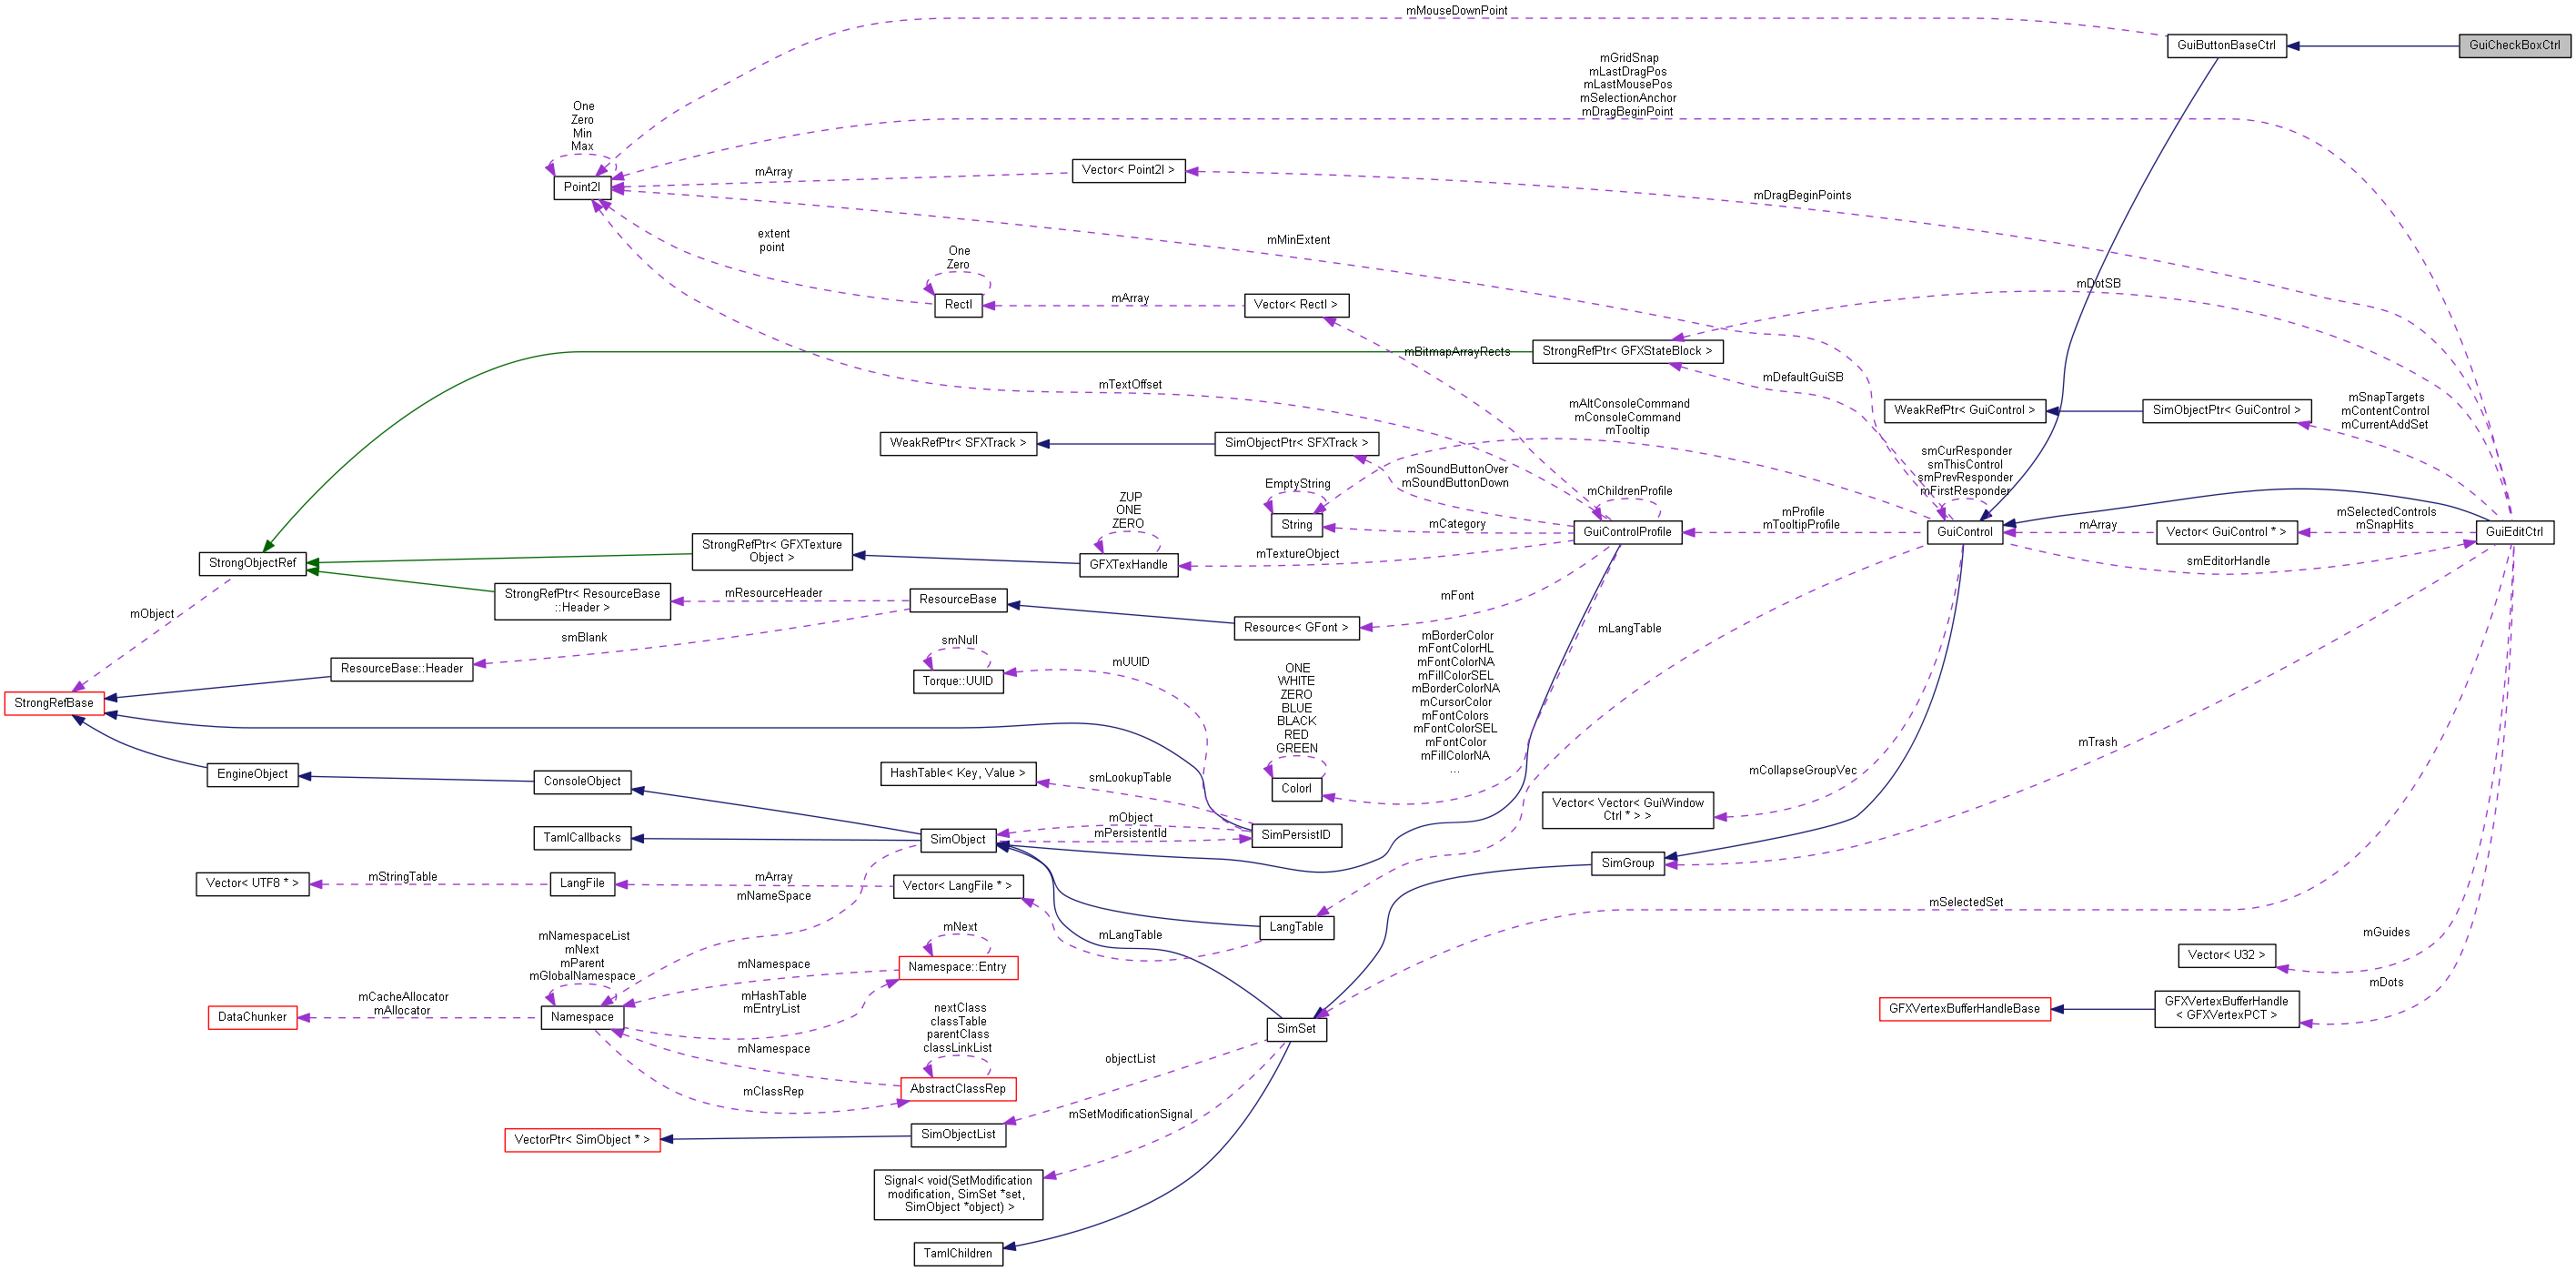 mMouseDownPoint
GuiButtonBaseCtrl
GuiCheckBoxCtrl
mGridSnap
mLastDragPos
mLastMousePos
mSelectionAnchor
mDragBeginPoint
One
Zero
Min
Max
Point2I
mArray
Vector< Point2I >
mDragBeginPoints
extent
point
mMinExtent
One
Zero
RectI
mArray
Vector< RectI >
mDotSB
mBitmapArrayRects
StrongRefPtr< GFXStateBlock >
mTextOffset
mDefaultGuiSB
mAltConsoleCommand
mConsoleCommand
mTooltip
WeakRefPtr< GuiControl >
SimObjectPtr< GuiControl >
mSnapTargets
mContentControl
mCurrentAddSet
WeakRefPtr< SFXTrack >
SimObjectPtr< SFXTrack >
mSoundButtonOver
mSoundButtonDown
EmptyString
String
mCategory
mChildrenProfile
GuiControlProfile
mProfile
mTooltipProfile
smCurResponder
smThisControl
smPrevResponder
mFirstResponder
GuiControl
mArray
Vector< GuiControl * >
mSelectedControls
mSnapHits
GuiEditCtrl
smEditorHandle
ZUP
ONE
ZERO
GFXTexHandle
mTextureObject
StrongRefPtr< GFXTexture
Object >
StrongObjectRef
StrongRefPtr< ResourceBase
::Header >
mResourceHeader
ResourceBase
mFont
Resource< GFont >
mObject
smBlank
ResourceBase::Header
StrongRefBase
smNull
Torque::UUID
mUUID
mLangTable
mBorderColor
mFontColorHL
mFontColorNA
mFillColorSEL
mBorderColorNA
mCursorColor
mFontColors
mFontColorSEL
mFontColor
mFillColorNA
...
ONE
WHITE
ZERO
BLUE
BLACK
RED
GREEN
ColorI
EngineObject
ConsoleObject
HashTable< Key, Value >
smLookupTable
mCollapseGroupVec
mTrash
Vector< Vector< GuiWindow
Ctrl * > >
TamlCallbacks
SimObject
mObject
mPersistentId
SimPersistID
SimGroup
Vector< UTF8 * >
mStringTable
LangFile
mArray
Vector< LangFile * >
mNameSpace
LangTable
mLangTable
mSelectedSet
mGuides
Vector< U32 >
mNamespaceList
mNext
mParent
mGlobalNamespace
Namespace
mNext
Namespace::Entry
mNamespace
mHashTable
mEntryList
DataChunker
mCacheAllocator
mAllocator
nextClass
classTable
parentClass
classLinkList
AbstractClassRep
mNamespace
mClassRep
SimSet
GFXVertexBufferHandleBase
GFXVertexBufferHandle
< GFXVertexPCT >
mDots
objectList
mSetModificationSignal
VectorPtr< SimObject * >
SimObjectList
Signal< void(SetModification
modification, SimSet *set,
SimObject *object) >
TamlChildren